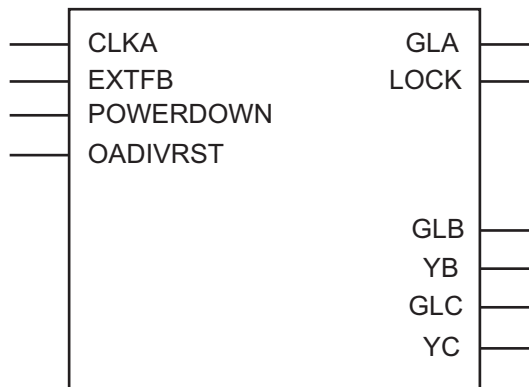 CLKA GLA
EXTFB LOCK
POWERDOWN
OADIVRST
GLB
YB
GLC
YC